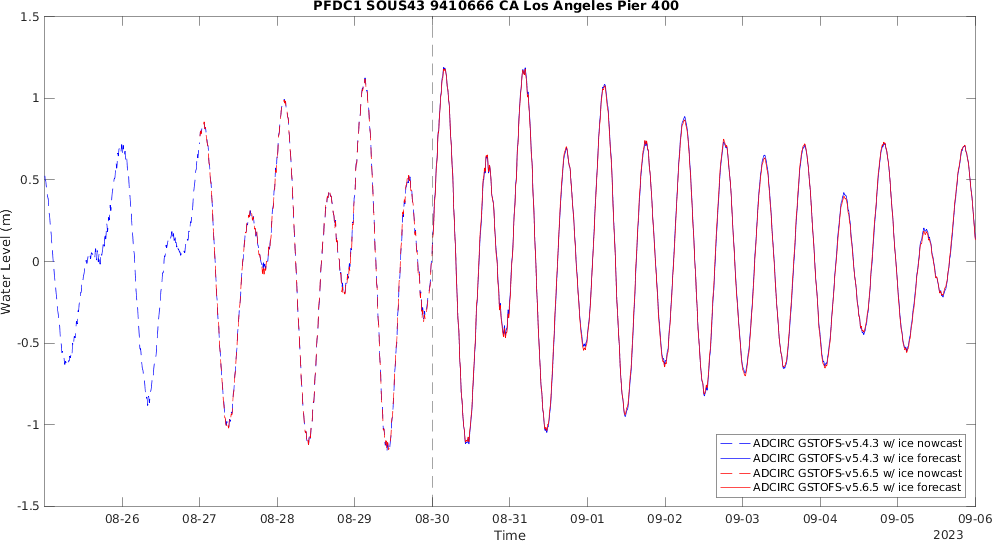 PFDC1 SOUS43 9410666 CA Los Angeles Pier 400
1.5
1
0.5
0
-0.5
-1
-1.5
Water Level (m)
ADCIRC GSTOFS-v5.4.3 w/ ice nowcast
ADCIRC GSTOFS-v5.4.3 w/ ice forecast
ADCIRC GSTOFS-v5.6.5 w/ ice nowcast
ADCIRC GSTOFS-v5.6.5 w/ ice forecast
08-26 08-27 08-28 08-29 08-30 08-31 09-01 09-02 09-03 09-04 09-05 09-06
Time
2023